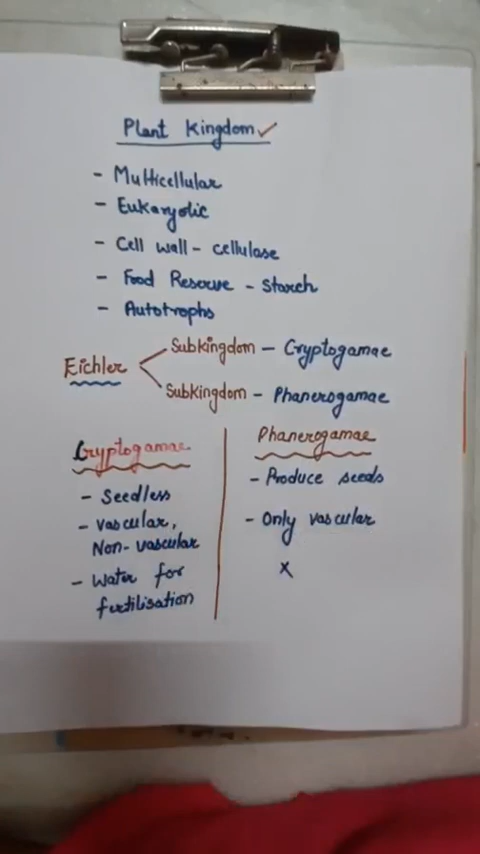 Plant Kingdom ✓
- Multicellular
- Eukaryotic
- Cell wall - cellulase
- Food Reserve - Starch
- Autotrophs
Eichler
Subkingdom - Cryptogamae
Subkingdom - Phanerogamae
Cryptogamae
- Seedless
- vascular,
Non-vascular
- Water for
fertilisation
Phanerogamae
- Produce seeds
- Only vascular
x